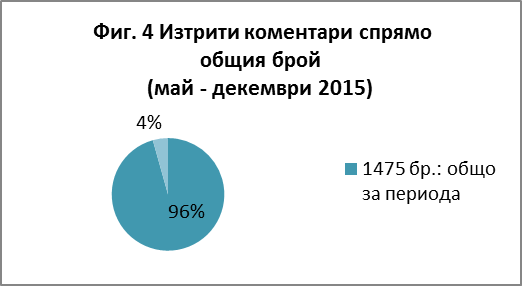 Фиг. 4 Изтрити коментари спрямо
общия брой
(май - декември 2015)
4%
96%
1475 бр.: общо
за периода